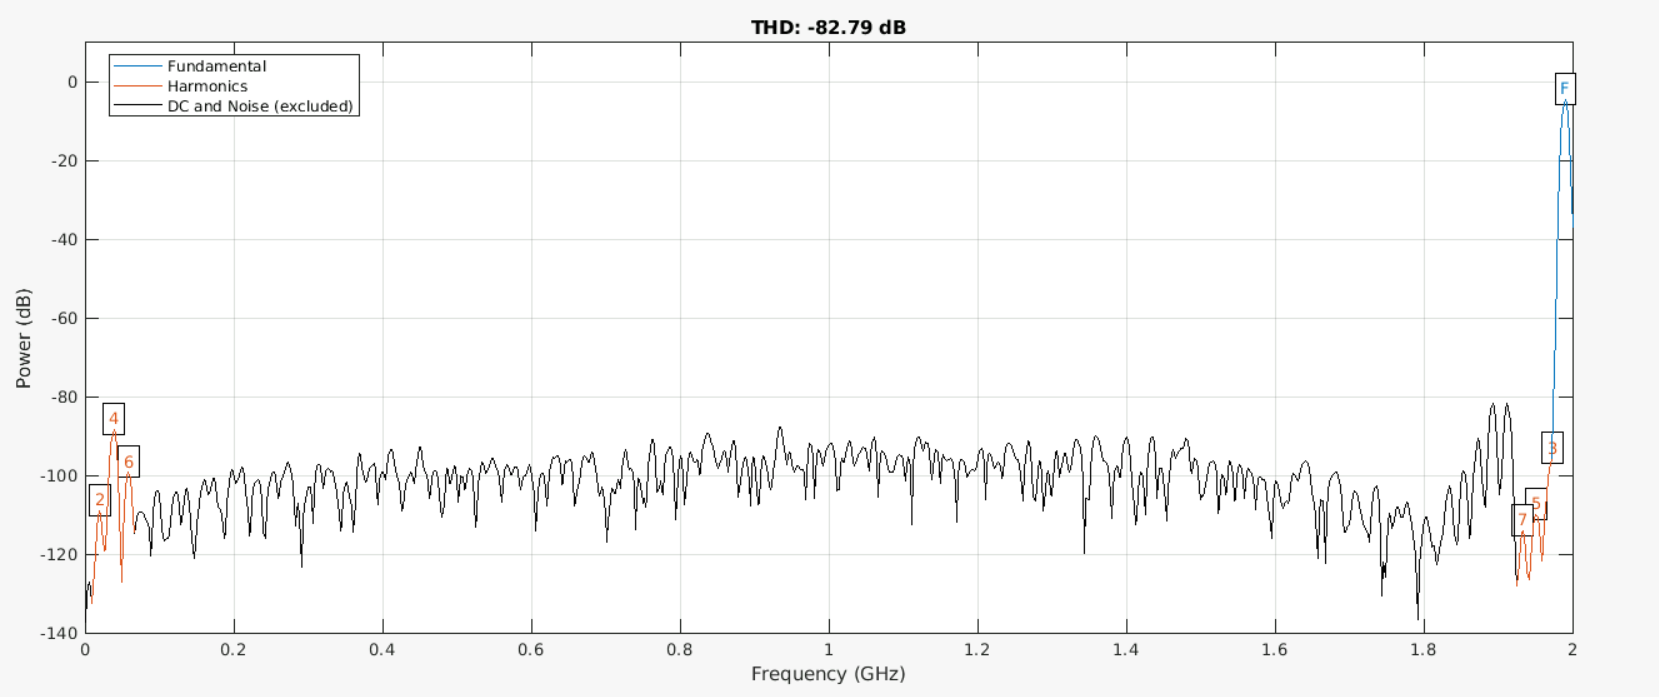 THD: -82.79 dB
Fundamental
Harmonics
DC and Noise (excluded)
F
4
6
2
3
5
7
0
-20
-40
-60
-80
-100
-120
-140
Power (dB)
0 0.2 0.4 0.6 0.8 1 1.2 1.4 1.6 1.8 2
Frequency (GHz)